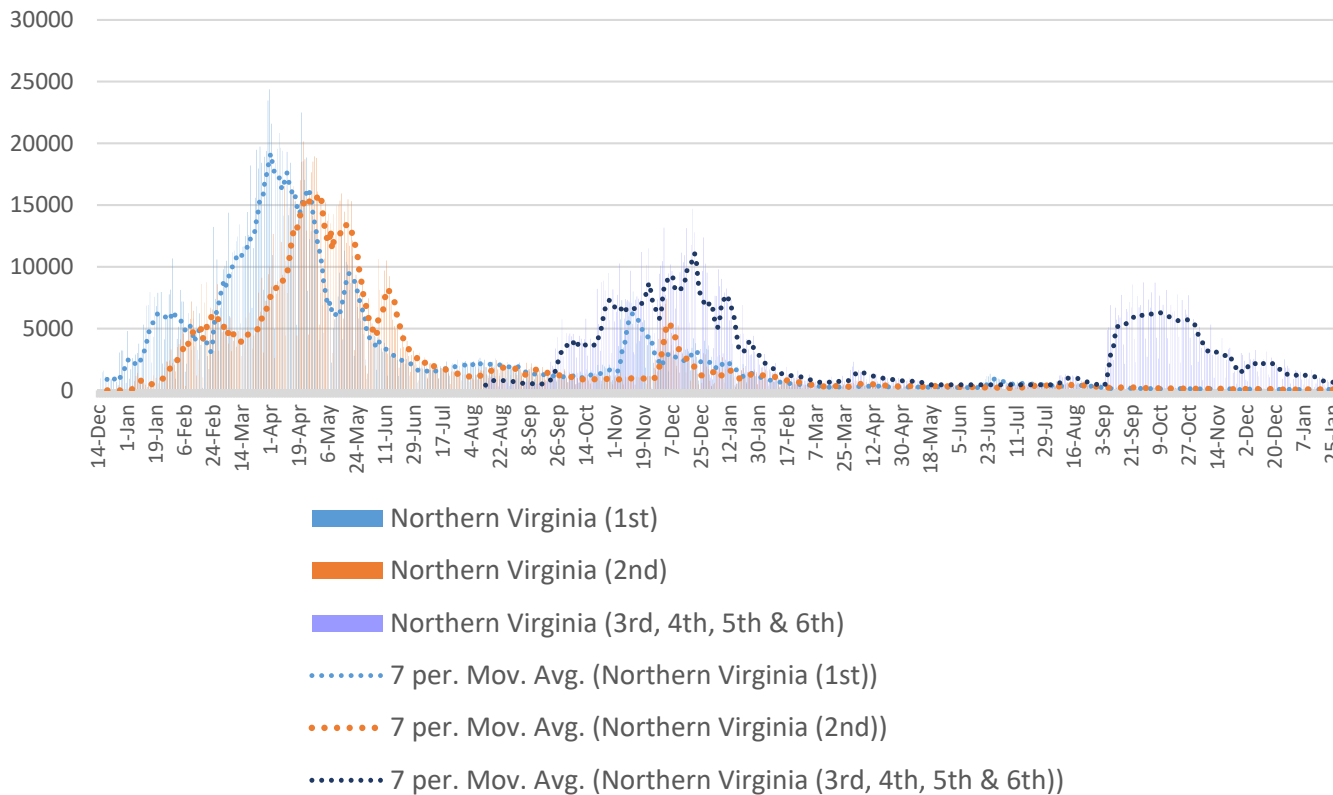 30000
25000
20000
15000
10000
5000
0
14-Dec
1-Jan
19-Jan
6-Feb
24-Feb
14-Mar
1-Apr
19-Apr
6-May
24-May
11-Jun
29-Jun
17-Jul
4-Aug
22-Aug
8-Sep
26-Sep
14-Oct
1-Nov
19-Nov
7-Dec
25-Dec
12-Jan
30-Jan
17-Feb
7-Mar
25-Mar
12-Apr
30-Apr
18-May
5-Jun
23-Jun
11-Jul
29-Jul
16-Aug
3-Sep
21-Sep
9-Oct
27-Oct
14-Nov
2-Dec
20-Dec
7-Jan
25-Jan
Northern Virginia (1st)
Northern Virginia (2nd)
Northern Virginia (3rd, 4th, 5th & 6th)
7 per. Mov. Avg. (Northern Virginia (1st))
7 per. Mov. Avg. (Northern Virginia (2nd))
7 per. Mov. Avg. (Northern Virginia (3rd, 4th, 5th & 6th))